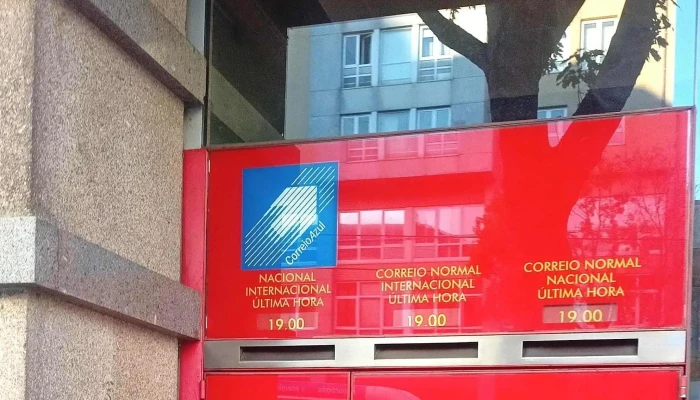 CorreioAzul
NACIONAL
INTERNACIONAL
ÚLTIMA HORA
19.00
CORREIO NORMAL
INTERNACIONAL
ÚLTIMA HORA
19.00
CORREIO NORMAL
NACIONAL
ÚLTIMA HORA
19.00